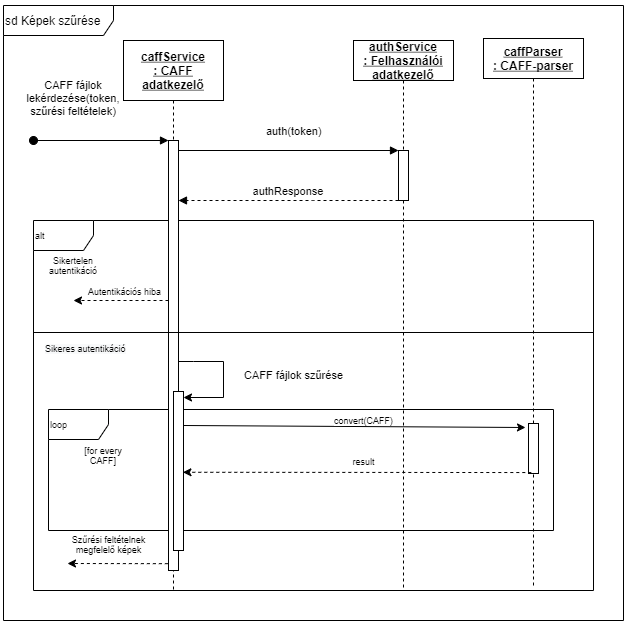 sd Képek szűrése
caffService
: CAFF
adatkezelő
authService
: Felhasználói
adatkezelő
caffParser
: CAFF-parser
CAFF fájlok
lekérdezése(token,
szűrési feltételek)
auth(token)
authResponse
alt
Sikertelen
autentikáció
Autentikációs hiba
Sikeres autentikáció
CAFF fájlok szűrése
loop
convert(CAFF)
[for every
CAFF]
result
Szűrési feltételnek
megfelelő képek